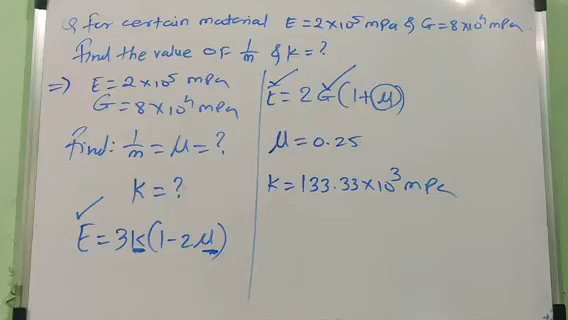 Q for certain material E = 2×10⁵ mpa & G = 8×10⁴ mpa.
Find the value of 1/m & k = ?
⇒ E = 2×10⁵ mpa
G = 8×10⁴ mpa
Find: 1/m = μ = ?
K = ?
E = 3k(1-2μ)
E = 2G(1+μ)
μ = 0.25
K = 133.33×10³ mpa